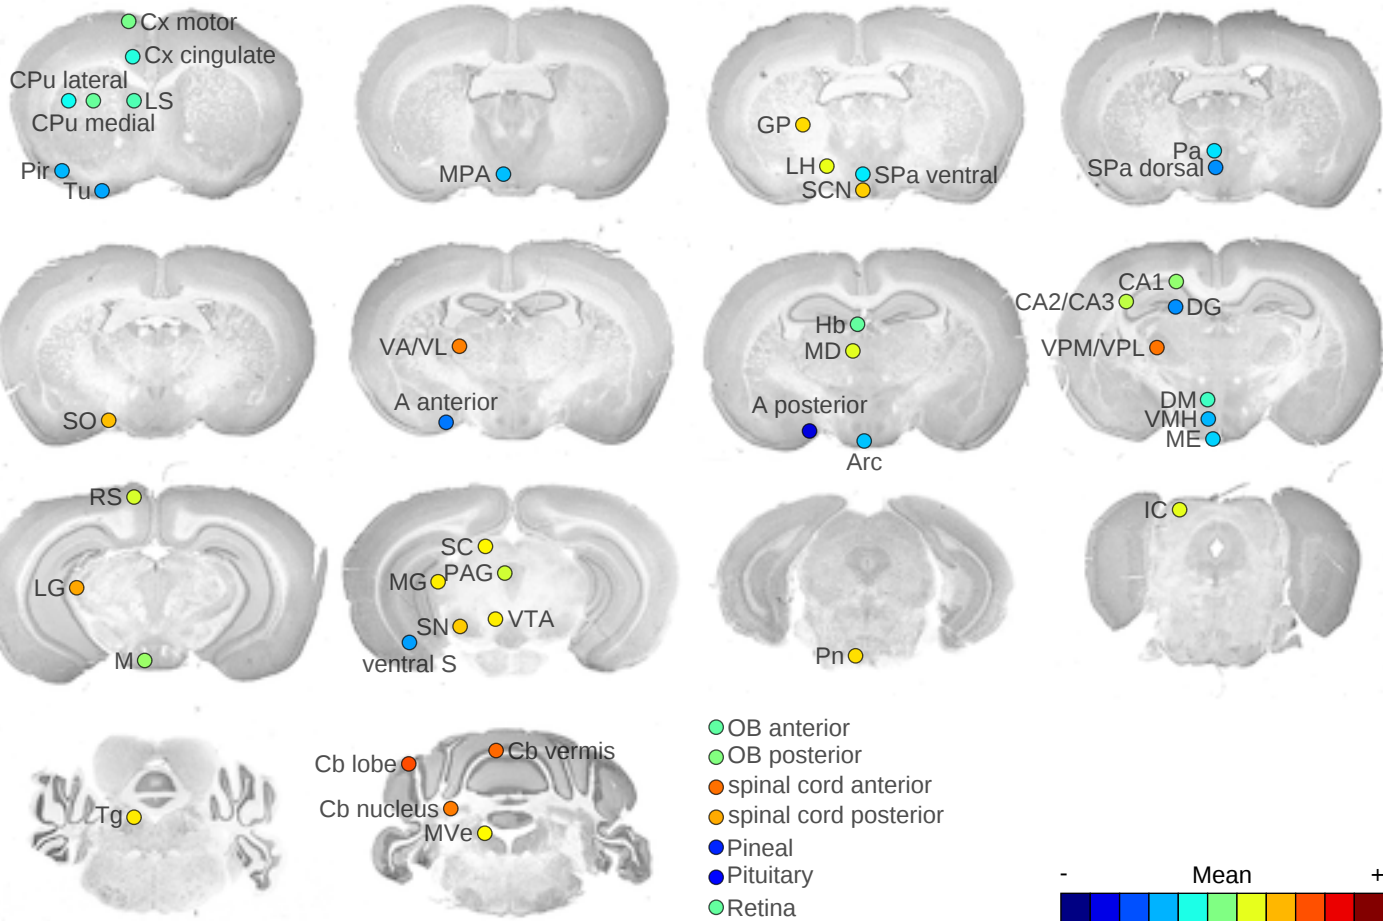 Cx motor
Cx cingulate
CPu lateral
LS
CPu medial
Pir
Tu
MPA
GP
LH
SPa ventral
SCN
Pa
SPa dorsal
SO
VA/VL
A anterior
Hb
MD
A posterior
Arc
CA1
CA2/CA3
DG
VPM/VPL
DM
VMH
ME
RS
LG
M
SC
PAG
MG
VTA
SN
ventral S
Pn
IC
Tg
Cb lobe
Cb vermis
Cb nucleus
MVe
OB anterior
OB posterior
spinal cord anterior
spinal cord posterior
Pineal
Pituitary
Retina
- Mean +